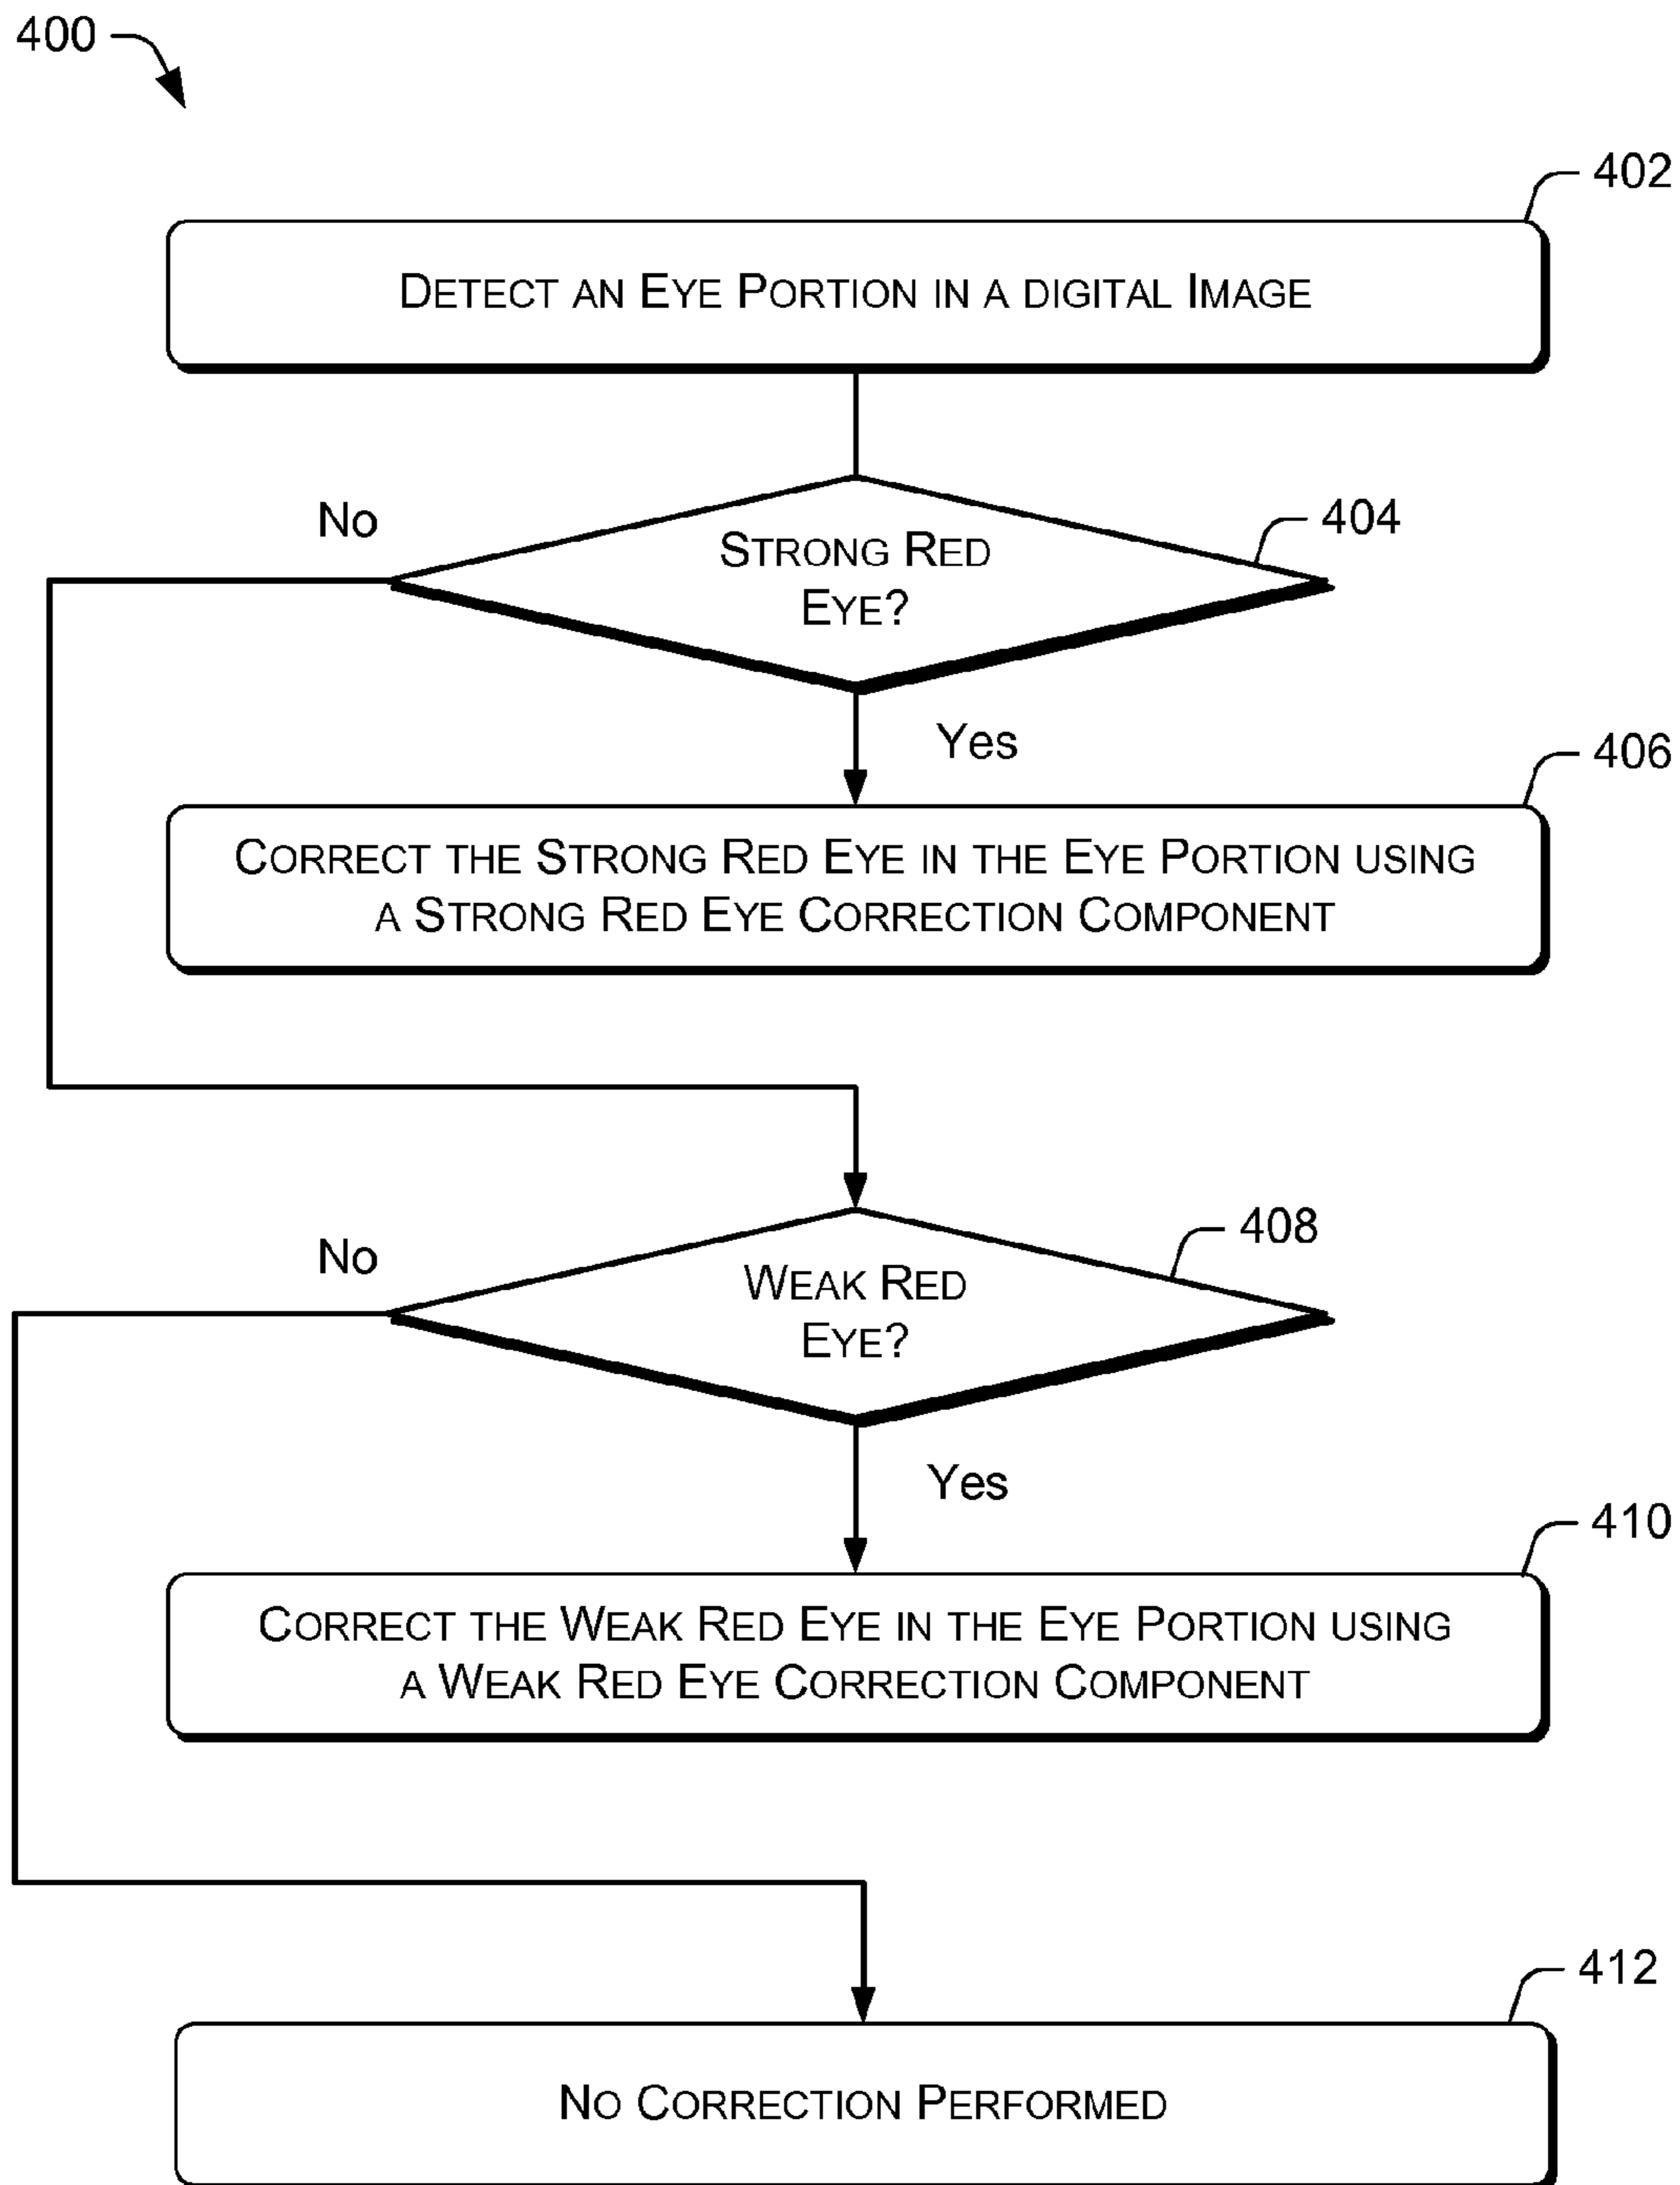 400
402
DETECT AN EYE PORTION IN A DIGITAL IMAGE
No
404
STRONG RED
EYE?
Yes
406
CORRECT THE STRONG RED EYE IN THE EYE PORTION USING
A STRONG RED EYE CORRECTION COMPONENT
408
No
WEAK RED
EYE?
Yes
410
CORRECT THE WEAK RED EYE IN THE EYE PORTION USING
A WEAK RED EYE CORRECTION COMPONENT
412
NO CORRECTION PERFORMED